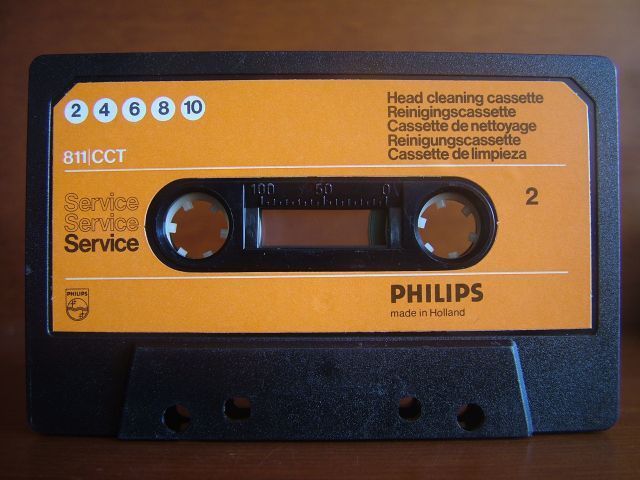 2 4 6 8 10
Head cleaning cassette
Reinigingscassette
Cassette de nettoyage
Reinigungscassette
Cassette de limpieza
811|CCT
Service
Service
Service
100 50 0
2
PHILIPS
PHILIPS
made in Holland